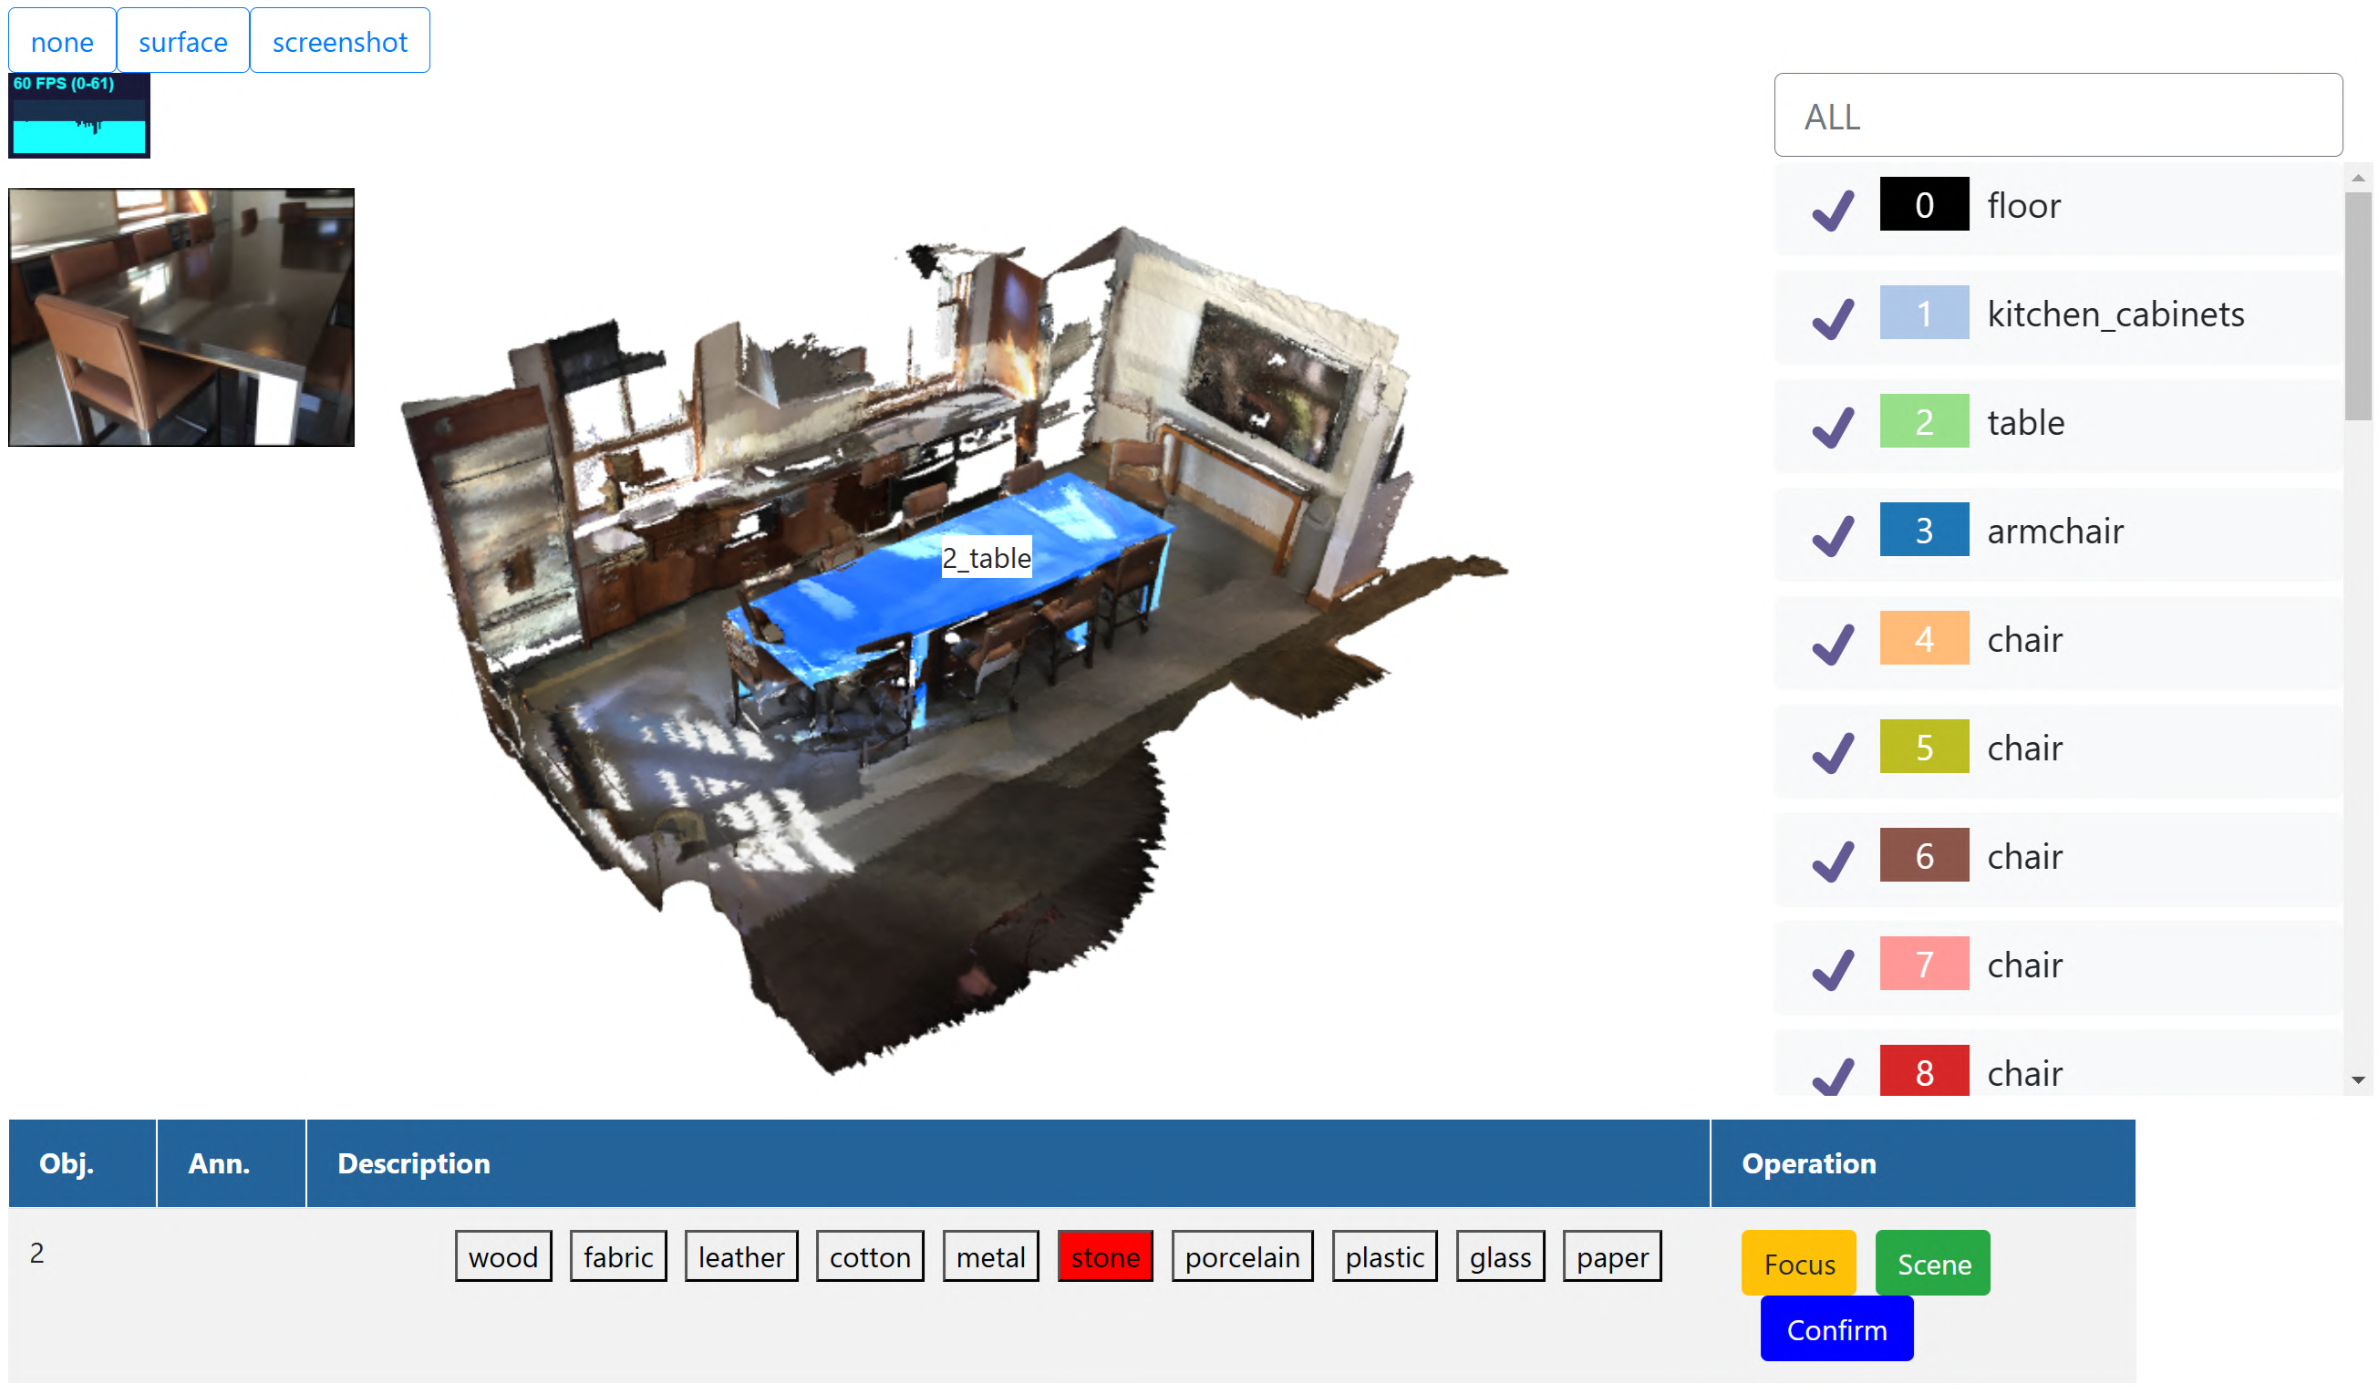 none surface screenshot
60 FPS (0-61)
ALL
0 floor
1 kitchen_cabinets
2 table
3 armchair
4 chair
5 chair
6 chair
7 chair
8 chair
2_table
Obj. Ann. Description Operation
2 wood fabric leather cotton metal stone porcelain plastic glass paper Focus Scene
Confirm